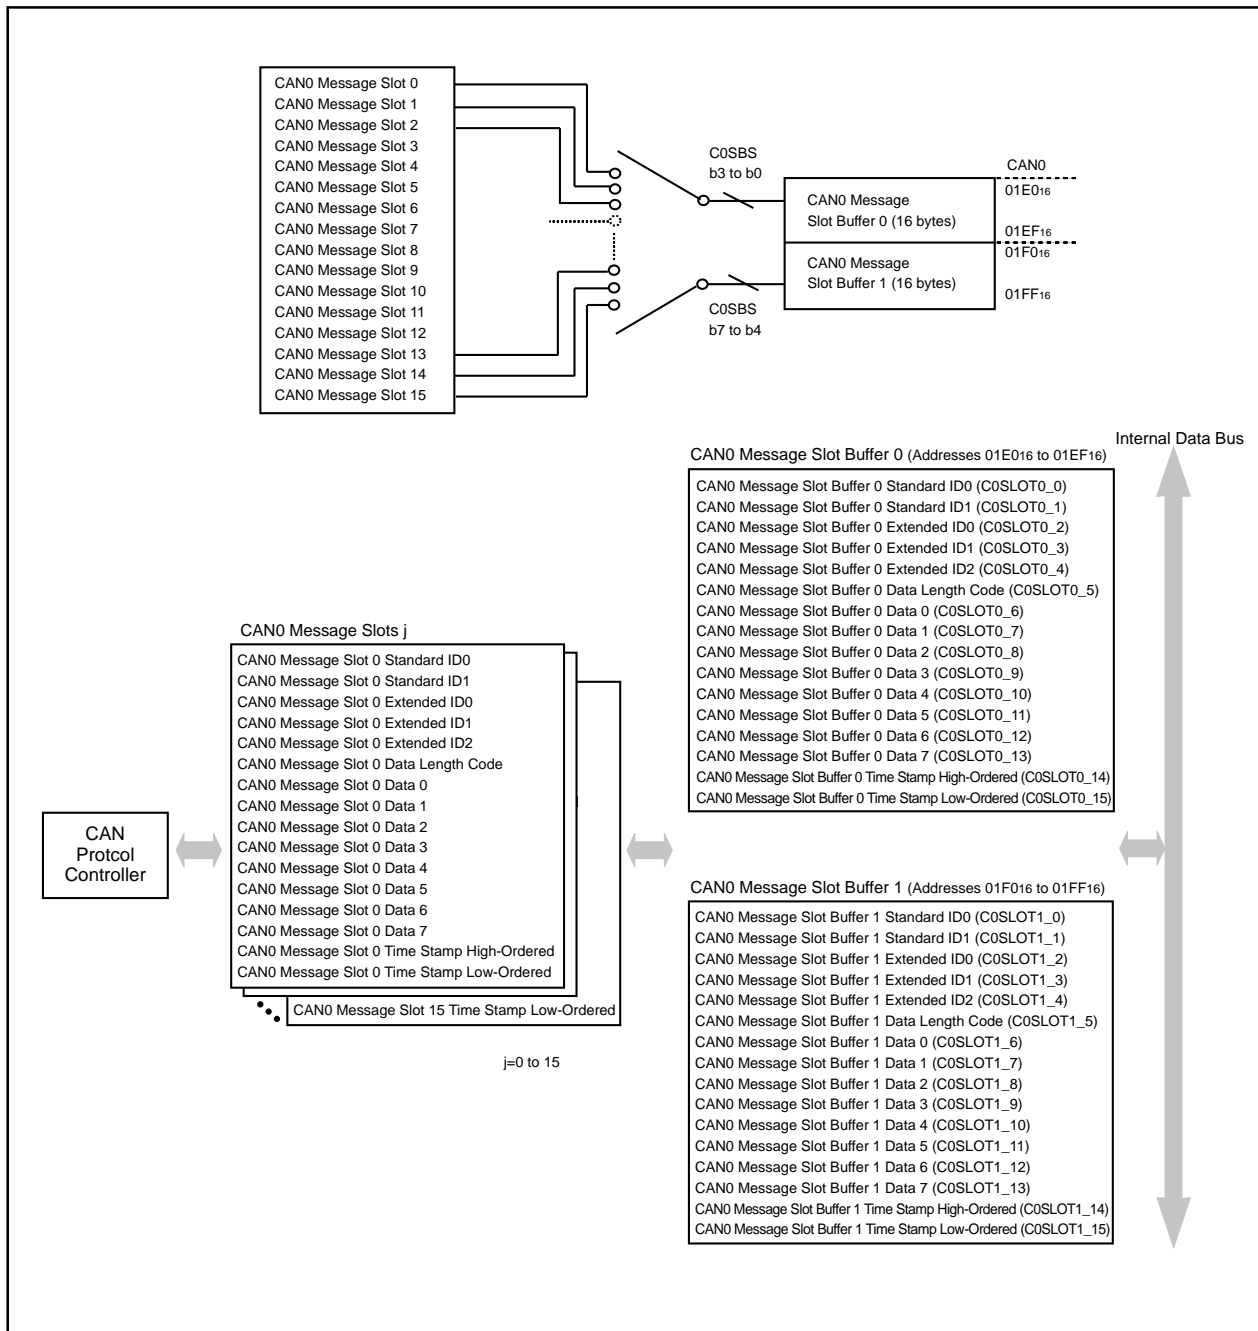 CAN0 Message Slot 0
CAN0 Message Slot 1
CAN0 Message Slot 2
CAN0 Message Slot 3
CAN0 Message Slot 4
CAN0 Message Slot 5
CAN0 Message Slot 6
CAN0 Message Slot 7
CAN0 Message Slot 8
CAN0 Message Slot 9
CAN0 Message Slot 10
CAN0 Message Slot 11
CAN0 Message Slot 12
CAN0 Message Slot 13
CAN0 Message Slot 14
CAN0 Message Slot 15
C0SBS
b3 to b0
C0SBS
b7 to b4
CAN0 Message
Slot Buffer 0 (16 bytes)
CAN0 Message
Slot Buffer 1 (16 bytes)
CAN0
01E016
01EF16
01F016
01FF16
Internal Data Bus
CAN0 Message Slot Buffer 0 (Addresses 01E016 to 01EF16)
CAN0 Message Slot Buffer 0 Standard ID0 (C0SLOT0_0)
CAN0 Message Slot Buffer 0 Standard ID1 (C0SLOT0_1)
CAN0 Message Slot Buffer 0 Extended ID0 (C0SLOT0_2)
CAN0 Message Slot Buffer 0 Extended ID1 (C0SLOT0_3)
CAN0 Message Slot Buffer 0 Extended ID2 (C0SLOT0_4)
CAN0 Message Slot Buffer 0 Data Length Code (C0SLOT0_5)
CAN0 Message Slot Buffer 0 Data 0 (C0SLOT0_6)
CAN0 Message Slot Buffer 0 Data 1 (C0SLOT0_7)
CAN0 Message Slot Buffer 0 Data 2 (C0SLOT0_8)
CAN0 Message Slot Buffer 0 Data 3 (C0SLOT0_9)
CAN0 Message Slot Buffer 0 Data 4 (C0SLOT0_10)
CAN0 Message Slot Buffer 0 Data 5 (C0SLOT0_11)
CAN0 Message Slot Buffer 0 Data 6 (C0SLOT0_12)
CAN0 Message Slot Buffer 0 Data 7 (C0SLOT0_13)
CAN0 Message Slot Buffer 0 Time Stamp High-Ordered (C0SLOT0_14)
CAN0 Message Slot Buffer 0 Time Stamp Low-Ordered (C0SLOT0_15)
CAN0 Message Slots j
CAN0 Message Slot 0 Standard ID0
CAN0 Message Slot 0 Standard ID1
CAN0 Message Slot 0 Extended ID0
CAN0 Message Slot 0 Extended ID1
CAN0 Message Slot 0 Extended ID2
CAN0 Message Slot 0 Data Length Code
CAN0 Message Slot 0 Data 0
CAN0 Message Slot 0 Data 1
CAN0 Message Slot 0 Data 2
CAN0 Message Slot 0 Data 3
CAN0 Message Slot 0 Data 4
CAN0 Message Slot 0 Data 5
CAN0 Message Slot 0 Data 6
CAN0 Message Slot 0 Data 7
CAN0 Message Slot 0 Time Stamp High-Ordered
CAN0 Message Slot 0 Time Stamp Low-Ordered
CAN0 Message Slot 15 Time Stamp Low-Ordered
j=0 to 15
CAN
Protcol
Controller
CAN0 Message Slot Buffer 1 (Addresses 01F016 to 01FF16)
CAN0 Message Slot Buffer 1 Standard ID0 (C0SLOT1_0)
CAN0 Message Slot Buffer 1 Standard ID1 (C0SLOT1_1)
CAN0 Message Slot Buffer 1 Extended ID0 (C0SLOT1_2)
CAN0 Message Slot Buffer 1 Extended ID1 (C0SLOT1_3)
CAN0 Message Slot Buffer 1 Extended ID2 (C0SLOT1_4)
CAN0 Message Slot Buffer 1 Data Length Code (C0SLOT1_5)
CAN0 Message Slot Buffer 1 Data 0 (C0SLOT1_6)
CAN0 Message Slot Buffer 1 Data 1 (C0SLOT1_7)
CAN0 Message Slot Buffer 1 Data 2 (C0SLOT1_8)
CAN0 Message Slot Buffer 1 Data 3 (C0SLOT1_9)
CAN0 Message Slot Buffer 1 Data 4 (C0SLOT1_10)
CAN0 Message Slot Buffer 1 Data 5 (C0SLOT1_11)
CAN0 Message Slot Buffer 1 Data 6 (C0SLOT1_12)
CAN0 Message Slot Buffer 1 Data 7 (C0SLOT1_13)
CAN0 Message Slot Buffer 1 Time Stamp High-Ordered (C0SLOT1_14)
CAN0 Message Slot Buffer 1 Time Stamp Low-Ordered (C0SLOT1_15)